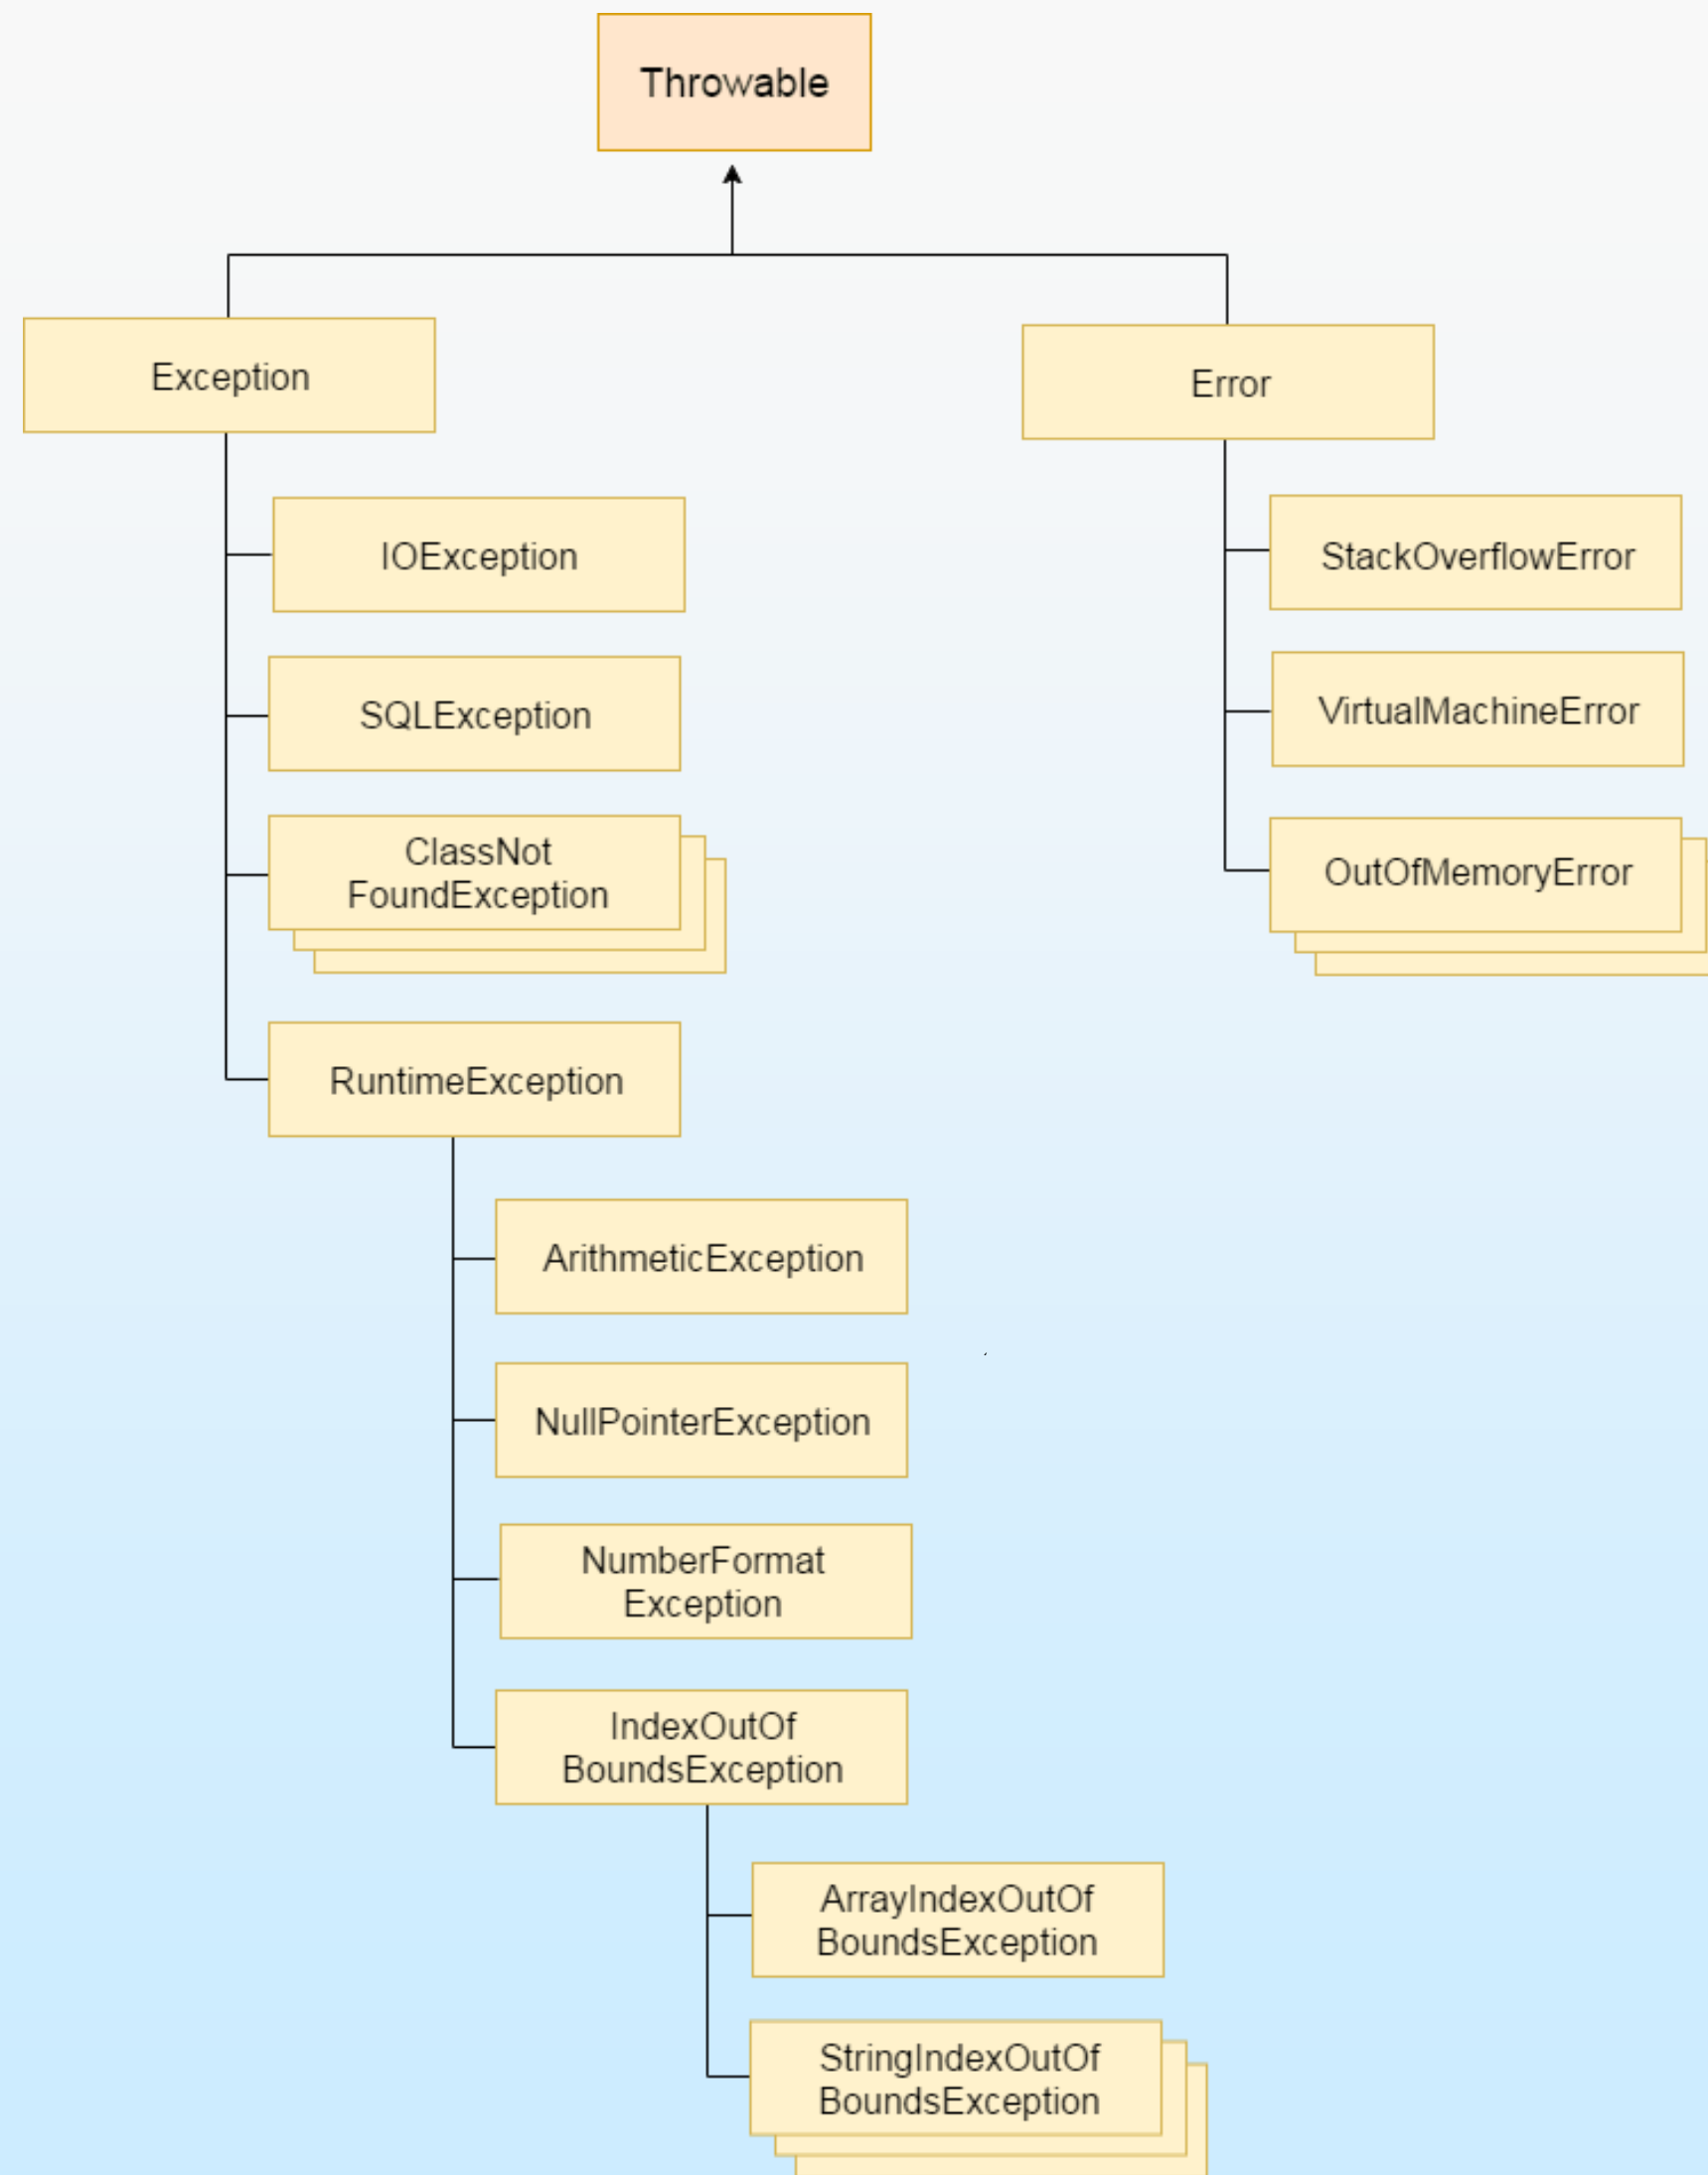 Throwable
Exception
Error
IOException
StackOverflowError
SQLException
VirtualMachineError
ClassNot
FoundException
OutOfMemoryError
RuntimeException
ArithmeticException
NullPointerException
NumberFormat
Exception
IndexOutOf
BoundsException
ArrayIndexOutOf
BoundsException
StringIndexOutOf
BoundsException